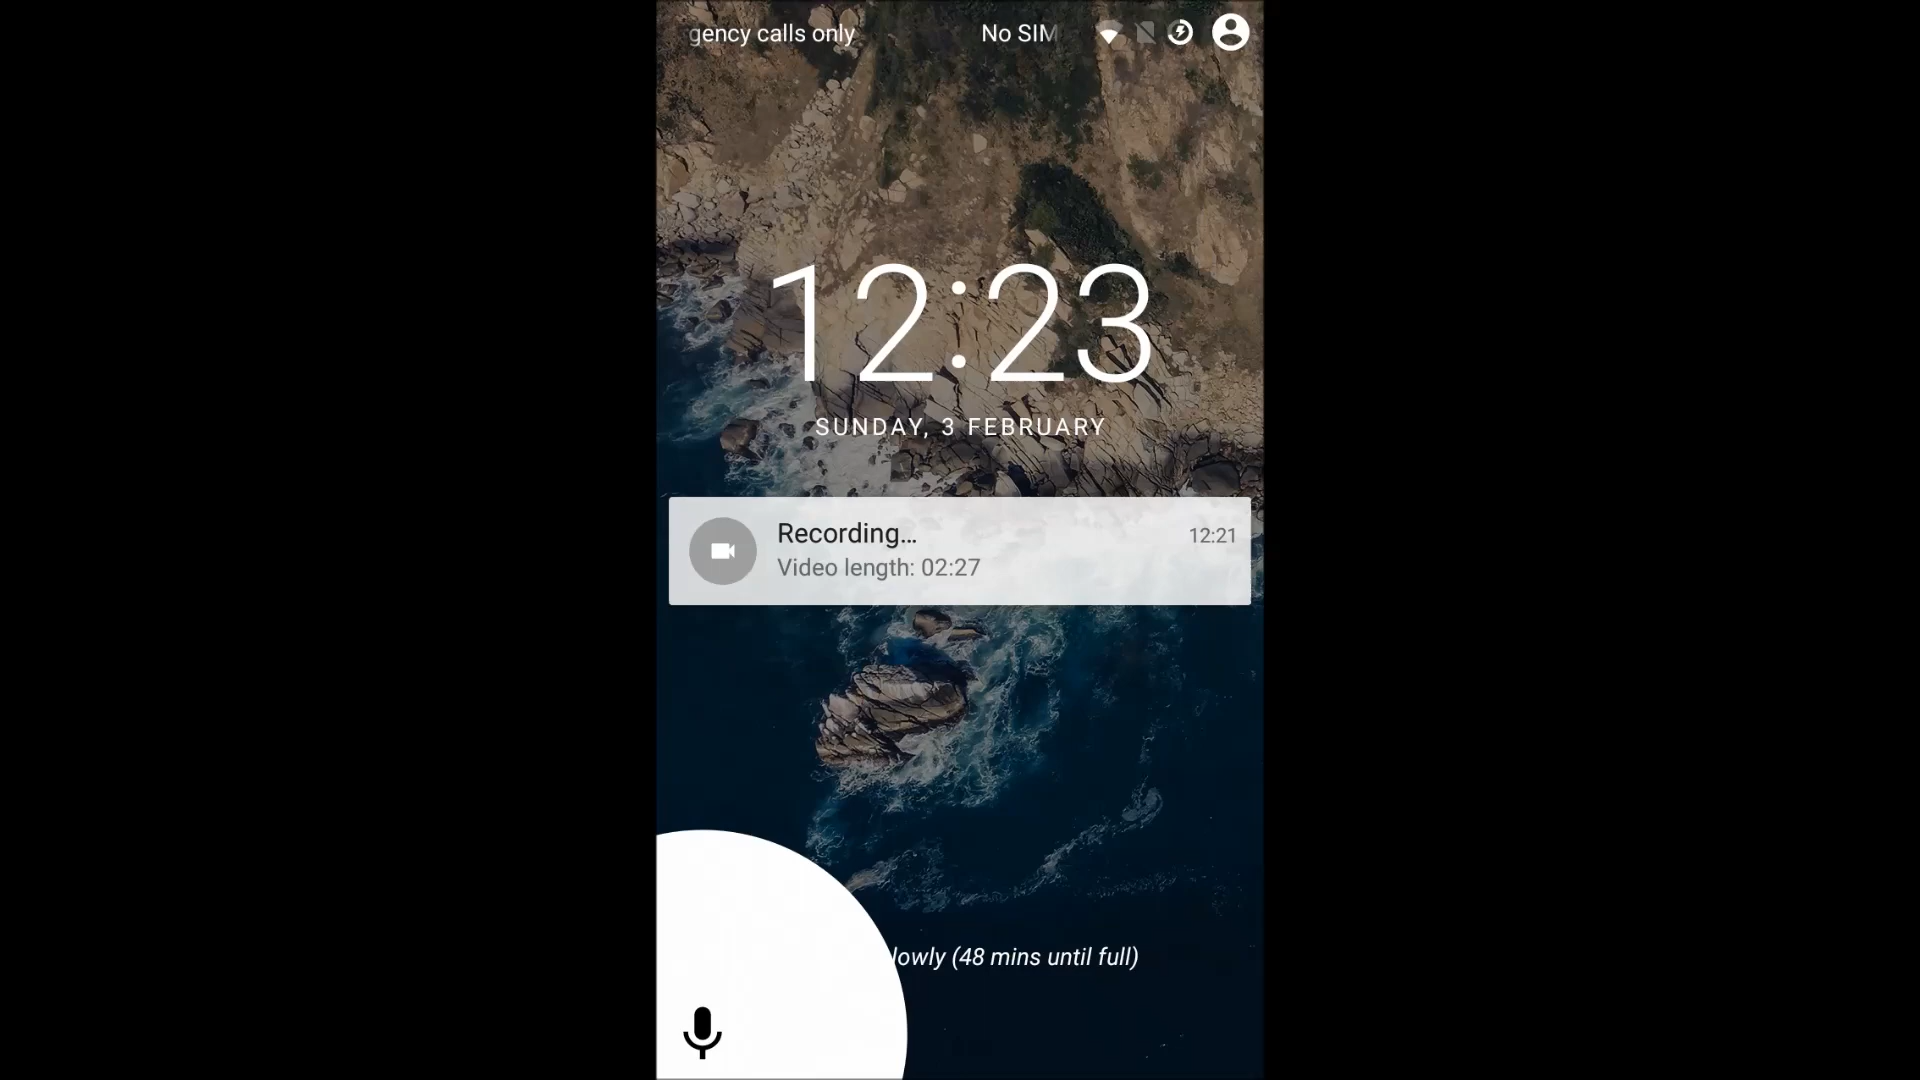 gency calls only
No SIM
12:23
SUNDAY, 3 FEBRUARY
Recording...
12:21
Video length: 02:27
lowly (48 mins until full)